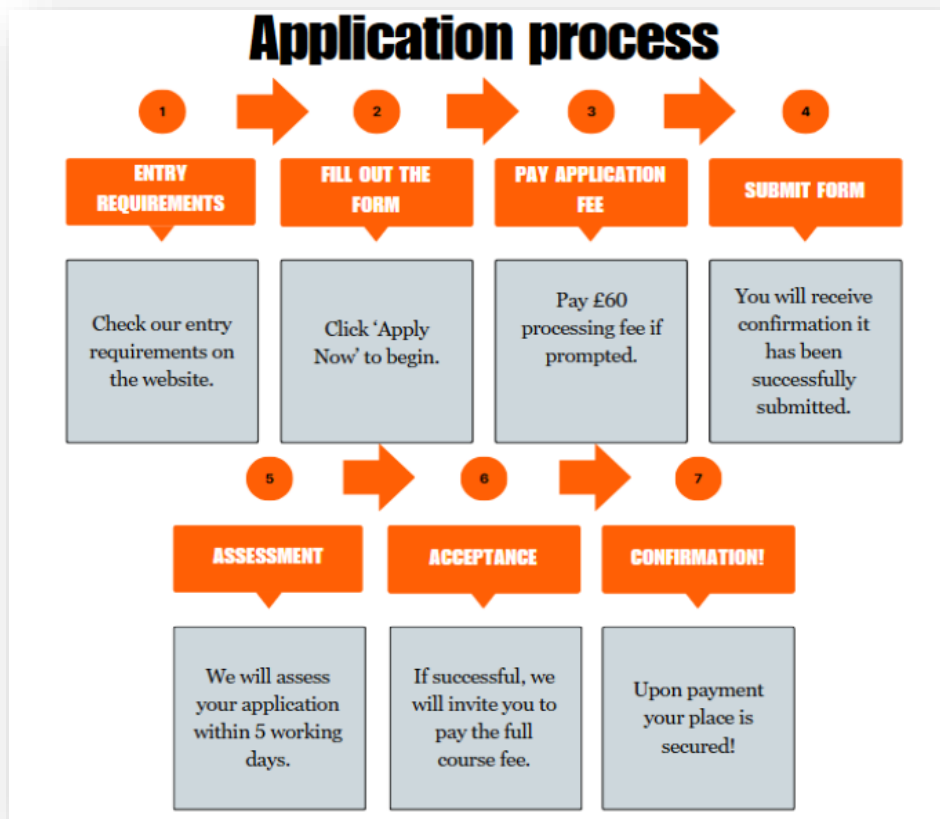 Application process
1
2
3
4
ENTRY
REQUIREMENTS
FILL OUT THE
FORM
PAY APPLICATION
FEE
SUBMIT FORM
Check our entry
requirements on
the website.
Click ‘Apply
Now’ to begin.
Pay £60
processing fee if
prompted.
You will receive
confirmation it
has been
successfully
submitted.
5
6
7
ASSESSMENT
ACCEPTANCE
CONFIRMATION!
We will assess
your application
within 5 working
days.
If successful, we
will invite you to
pay the full
course fee.
Upon payment
your place is
secured!